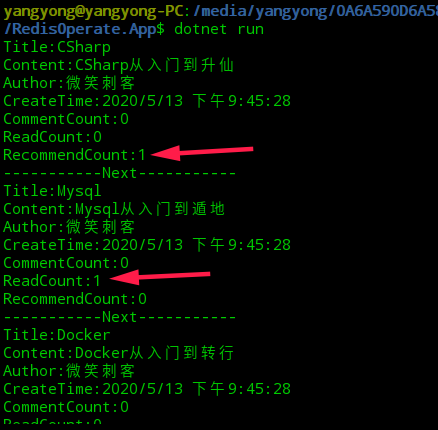 yangyong@yangyong-PC:/media/yangyong/0A6A590D6A58
/RedisOperate.App$ dotnet run
Title:CSharp
Content:CSharp从入门到升仙
Author:微笑刺客
CreateTime:2020/5/13 下午9:45:28
CommentCount:0
ReadCount:0
RecommendCount:1
-----------Next-----------
Title:Mysql
Content:Mysql从入门到遁地
Author:微笑刺客
CreateTime:2020/5/13 下午9:45:28
CommentCount:0
ReadCount:1
RecommendCount:0
-----------Next-----------
Title:Docker
Content:Docker从入门到转行
Author:微笑刺客
CreateTime:2020/5/13 下午9:45:28
CommentCount:0
ReadCount:0